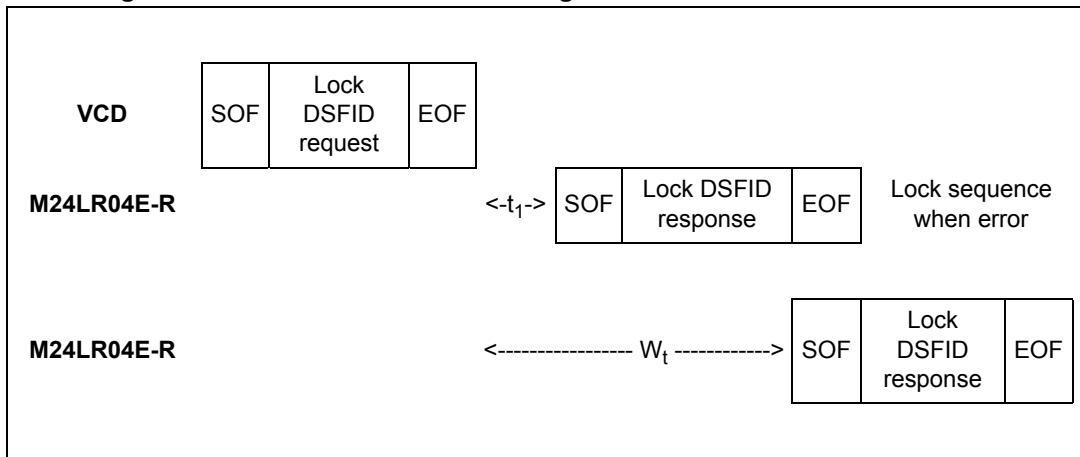 VCD
SOF
Lock
DSFID
request
EOF
M24LR04E-R
<-t1->
SOF
Lock DSFID
response
EOF
Lock sequence
when error
M24LR04E-R
<----------------- Wt ------------>
SOF
Lock
DSFID
response
EOF